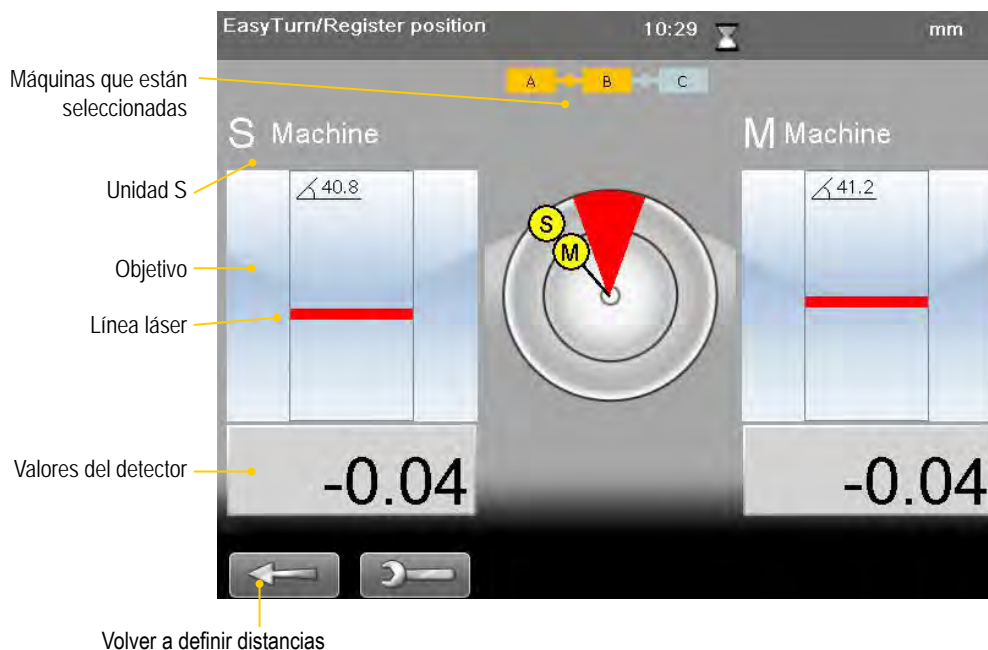 EasyTurn/Register position 10:29 mm
Máquinas que están
seleccionadas
A B C
S Machine
M Machine
Unidad S
40.8
41.2
S
M
Objetivo
Línea láser
Valores del detector
-0.04
-0.04
Volver a definir distancias